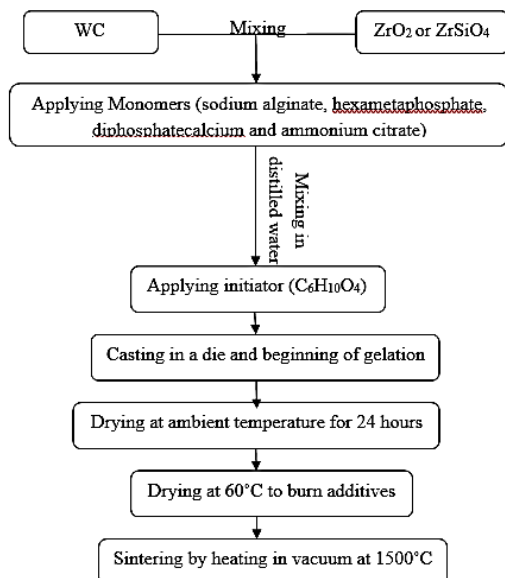 WC
Mixing
ZrO₂ or ZrSiO₄
Applying Monomers (sodium alginate, hexametaphosphate,
diphosphatecalcium and ammonium citrate)
Mixing in
distilled water
Applying initiator (C₆H₁₀O₄)
Casting in a die and beginning of gelation
Drying at ambient temperature for 24 hours
Drying at 60°C to burn additives
Sintering by heating in vacuum at 1500°C